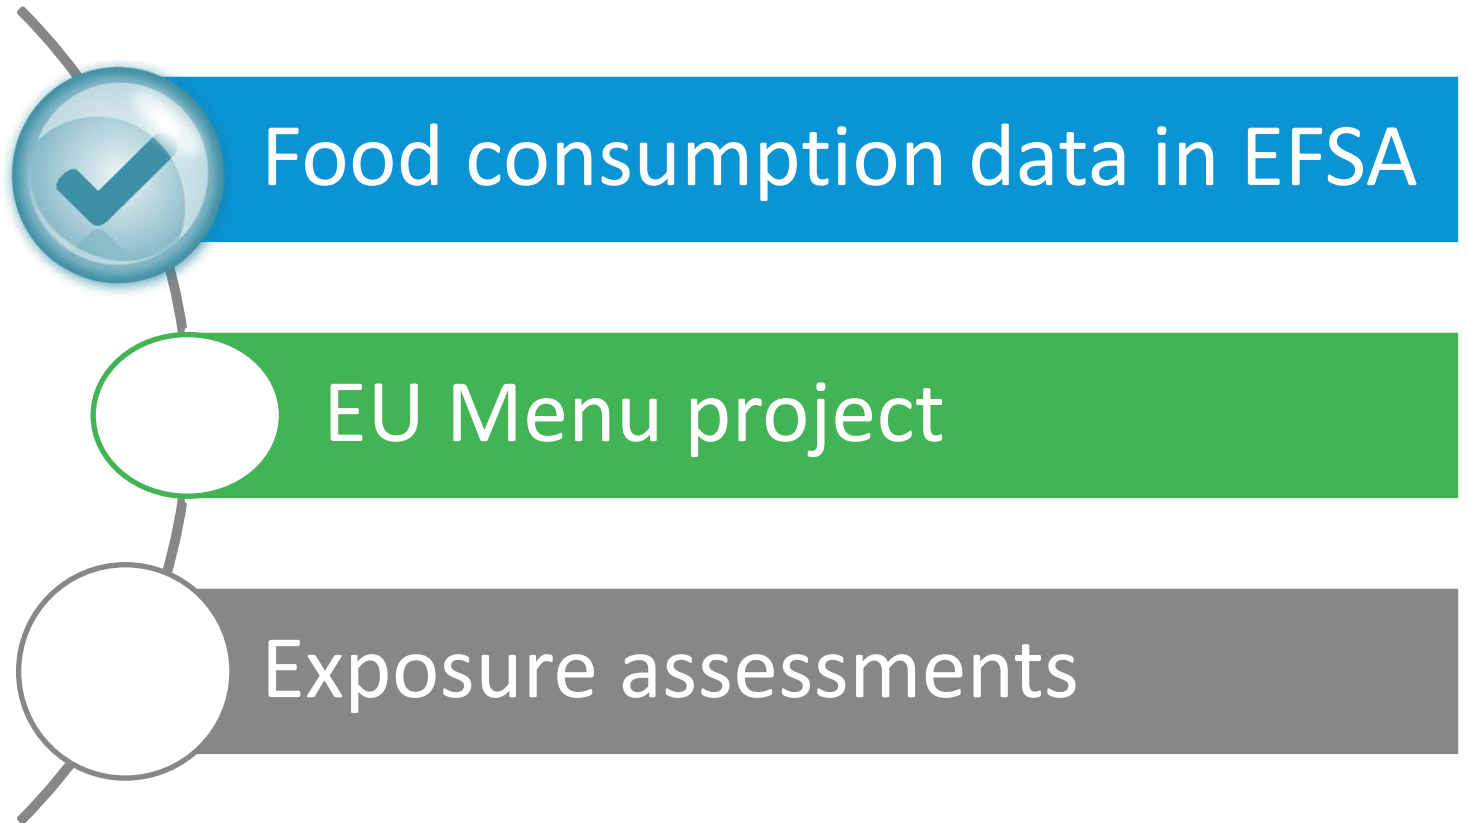 Food consumption data in EFSA
EU Menu project
Exposure assessments